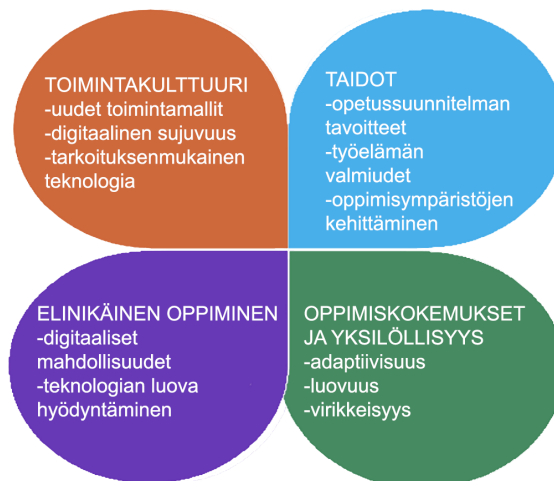 TOIMINTAKULTTUURI
-uudet toimintamallit
-digitaalinen sujuvuus
-tarkoituksenmukainen
teknologia
TAIDOT
-opetussuunnitelman
tavoitteet
-työelämän
valmiudet
-oppimisympäristöjen
kehittäminen
ELINIKÄINEN OPPIMINEN
-digitaaliset
mahdollisuudet
-teknologian luova
hyödyntäminen
OPPIMISKOKEMUKSET
JA YKSILÖLLISYYS
-adaptiivisuus
-luovuus
-virikkeisyys